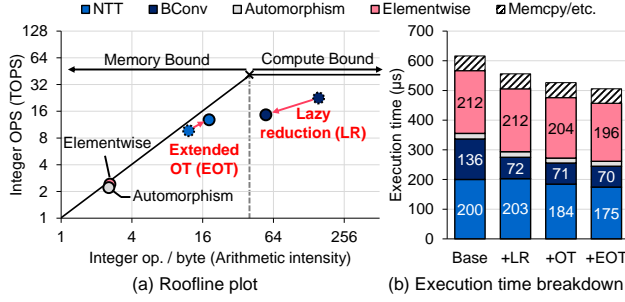 NTT BConv Automorphism Elementwise Memcpy/etc.
Integer OPS (TOPS)
128
64
32
16
8
4
2
1
Memory Bound
Compute Bound
Lazy
reduction (LR)
Extended
OT (EOT)
Elementwise
Automorphism
1 4 16 64 256
Integer op. / byte (Arithmetic intensity)
(a) Roofline plot
Execution time (μs)
700
600
500
400
300
200
100
0
212 212 204 196
136 72 71 70
200 203 184 175
Base +LR +OT +EOT
(b) Execution time breakdown